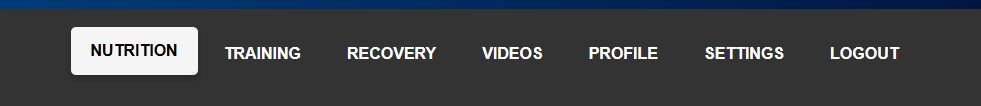 NUTRITION TRAINING RECOVERY VIDEOS PROFILE SETTINGS LOGOUT